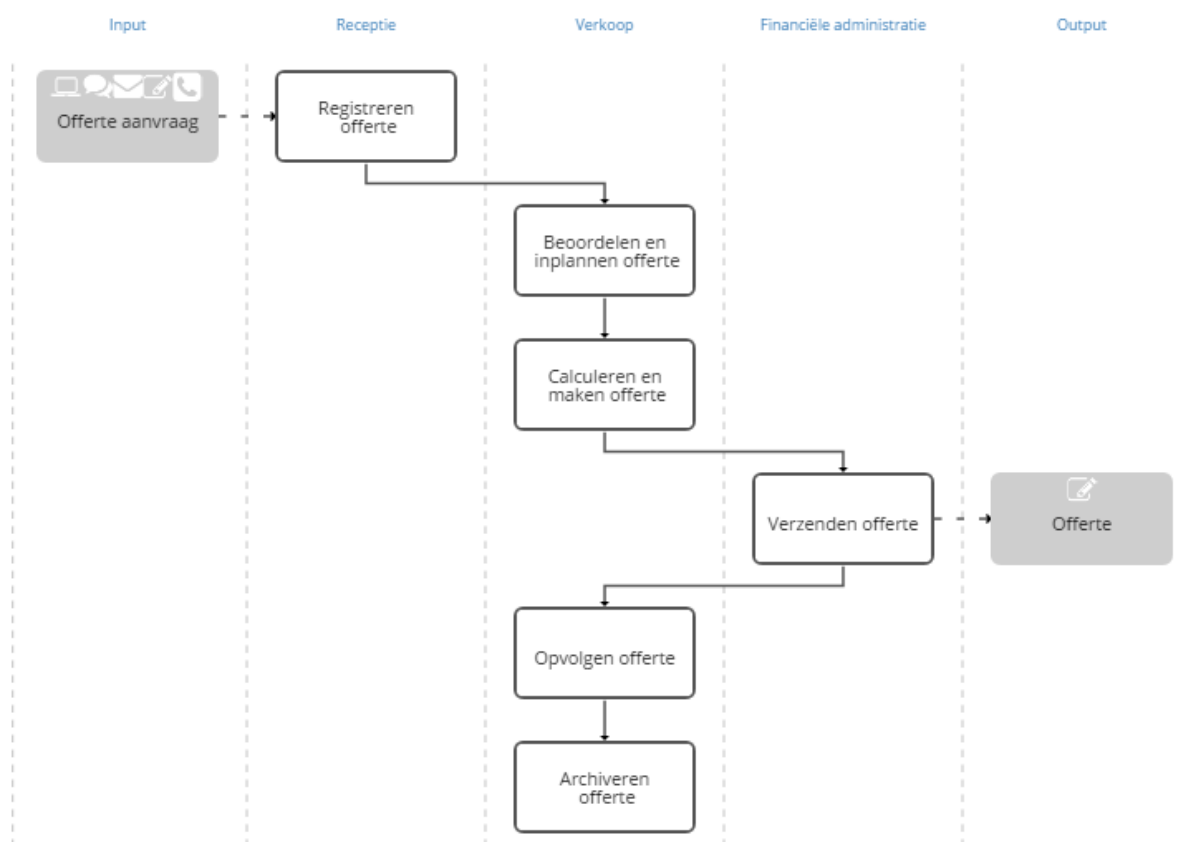 Input
Receptie
Verkoop
Financiële administratie
Output
Offerte aanvraag
Registreren
offerte
Beoordelen en
inplannen offerte
Calculeren en
maken offerte
Verzenden offerte
Offerte
Opvolgen offerte
Archiveren
offerte